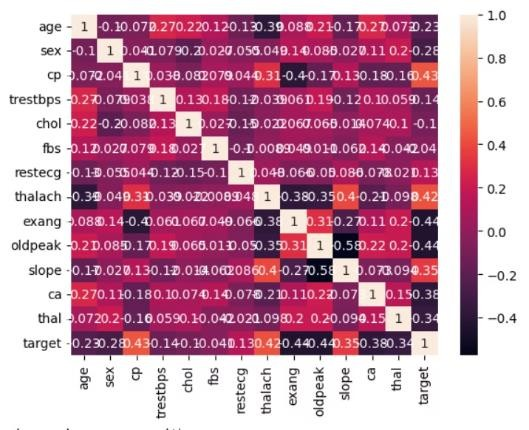 age 1 -0.1 -0.072 0.27 0.22 0.12 -0.13 -0.39 0.088 0.21 -0.17 0.27 0.072 -0.23
sex -0.1 1 0.041 0.079 -0.2 0.027 0.055 0.049 0.14 0.085 0.027 0.11 0.2 -0.28
cp -0.072 0.04 1 0.038 0.082 0.079 0.044 0.31 -0.4 -0.17 0.13 -0.18 -0.16 0.43
trestbps 0.27 0.079 0.038 1 0.13 0.18 -0.12 0.039 0.061 0.19 -0.12 0.1 0.059 0.14
chol 0.22 -0.2 0.082 0.13 1 0.027 -0.15 0.022 0.067 0.065 0.014 0.074 0.1 -0.1
fbs 0.12 0.027 0.079 0.18 0.027 1 -0.1 0.0089 0.049 0.011 0.062 0.14 0.042 0.04
restecg -0.13 0.055 0.044 -0.12 -0.15 -0.1 1 0.048 0.066 -0.05 0.086 0.078 0.021 0.13
thalach -0.39 0.049 0.31 0.039 0.022 0.0089 0.048 1 -0.38 -0.35 0.4 -0.21 0.098 0.42
exang 0.088 0.14 -0.4 0.061 0.067 0.049 0.066 0.38 1 0.31 -0.27 0.11 0.2 -0.44
oldpeak 0.21 0.085 0.17 0.19 0.065 0.011 -0.05 0.35 0.31 1 -0.58 0.22 0.2 -0.44
slope -0.17 0.027 0.13 -0.12 0.014 0.062 0.086 0.4 -0.27 0.58 1 0.073 0.094 0.35
ca 0.27 0.11 -0.18 0.1 0.074 0.14 0.078 0.21 0.11 0.22 0.07 1 0.15 -0.38
thal 0.072 0.2 -0.16 0.059 0.1 0.042 0.021 0.098 0.2 0.2 0.094 0.15 1 -0.34
target -0.23 -0.28 0.43 -0.14 -0.1 0.041 0.13 0.42 -0.44 -0.44 0.35 -0.38 -0.34 1
age sex cp trestbps chol fbs restecg thalach exang oldpeak slope ca thal target
1.0
0.8
0.6
0.4
0.2
0.0
−0.2
−0.4